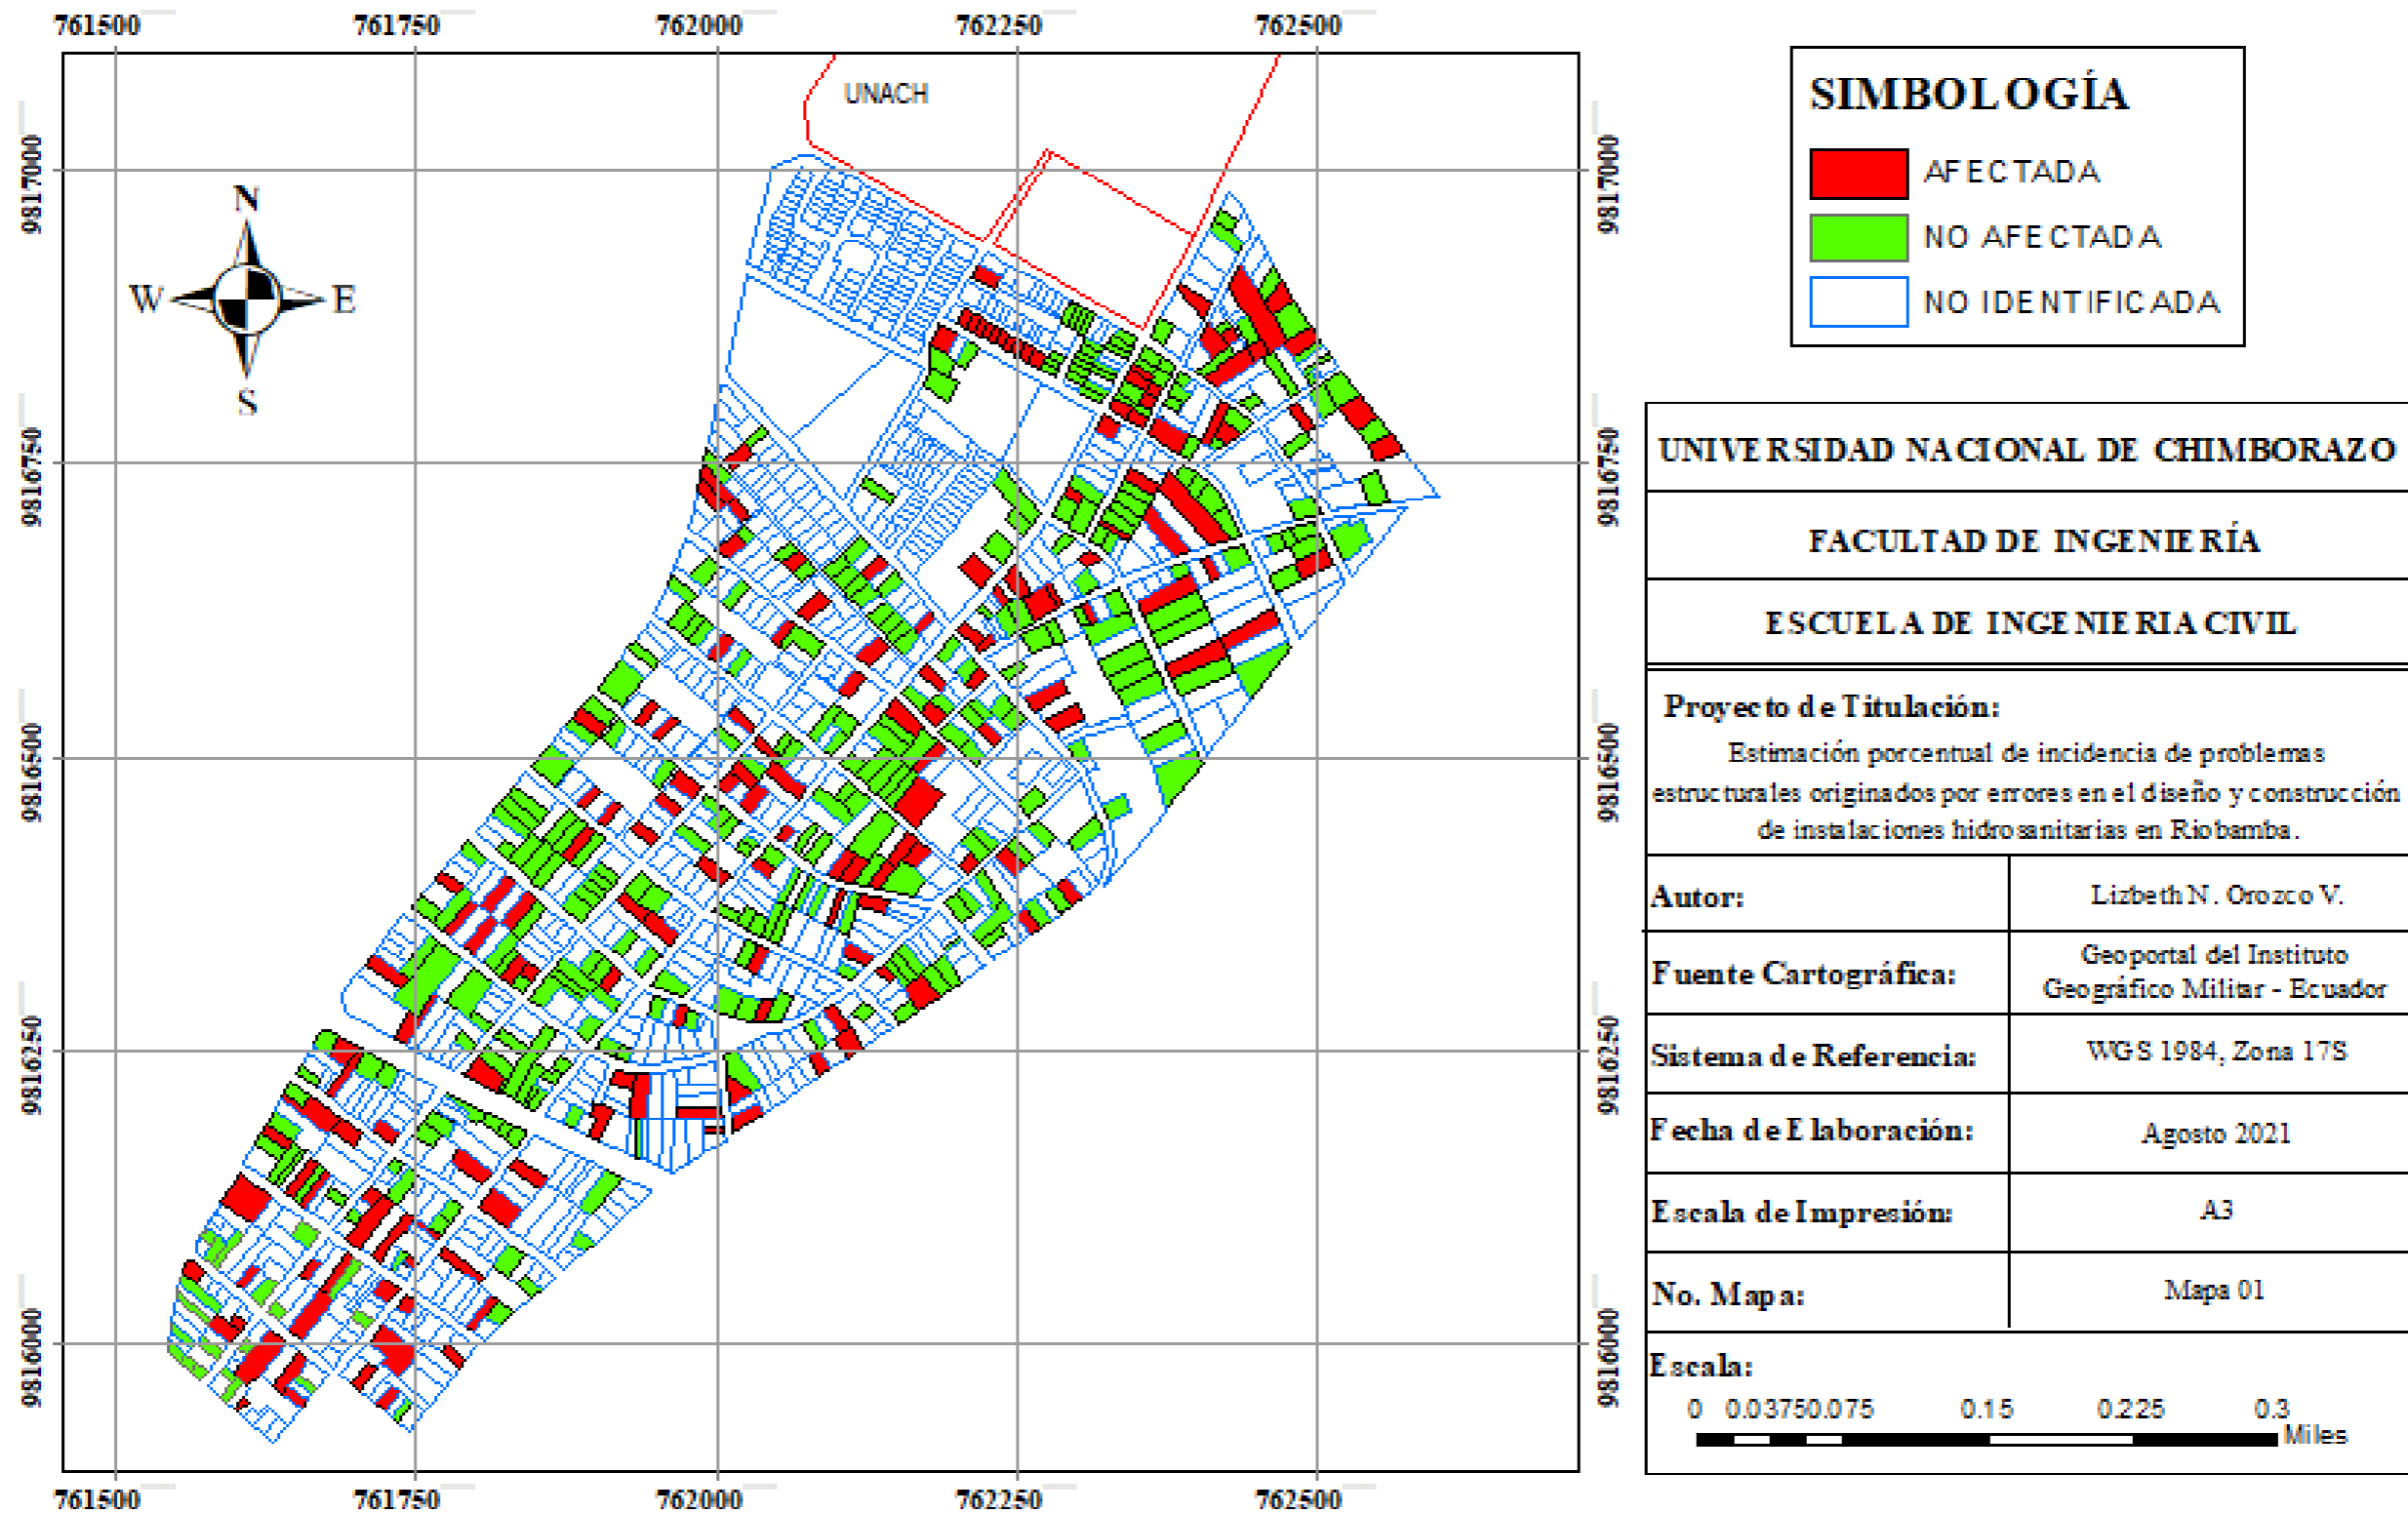 761500 761750 762000 762250 762500
UNACH
9817000
9816750
9816500
9816250
9816000
N
W E
S
9817000
9816750
9816500
9816250
9816000
761500 761750 762000 762250 762500
SIMBOLOGÍA
AFECTADA
NO AFECTADA
NO IDENTIFICADA
UNIVERSIDAD NACIONAL DE CHIMBORAZO
FACULTAD DE INGENIERÍA
ESCUELA DE INGENIERIA CIVIL
Proyecto de Titulación:
Estimación porcentual de incidencia de problemas
estructurales originados por errores en el diseño y construcción
de instalaciones hidrosanitarias en Riobamba.
Autor: Lizbeth N. Orozco V.
Fuente Cartográfica: Geoportal del Instituto
Geográfico Militar - Ecuador
Sistema de Referencia: WGS 1984, Zona 17S
Fecha de Elaboración: Agosto 2021
Escala de Impresión: A3
No. Mapa: Mapa 01
Escala:
0 0.0375 0.075 0.15 0.225 0.3
Miles